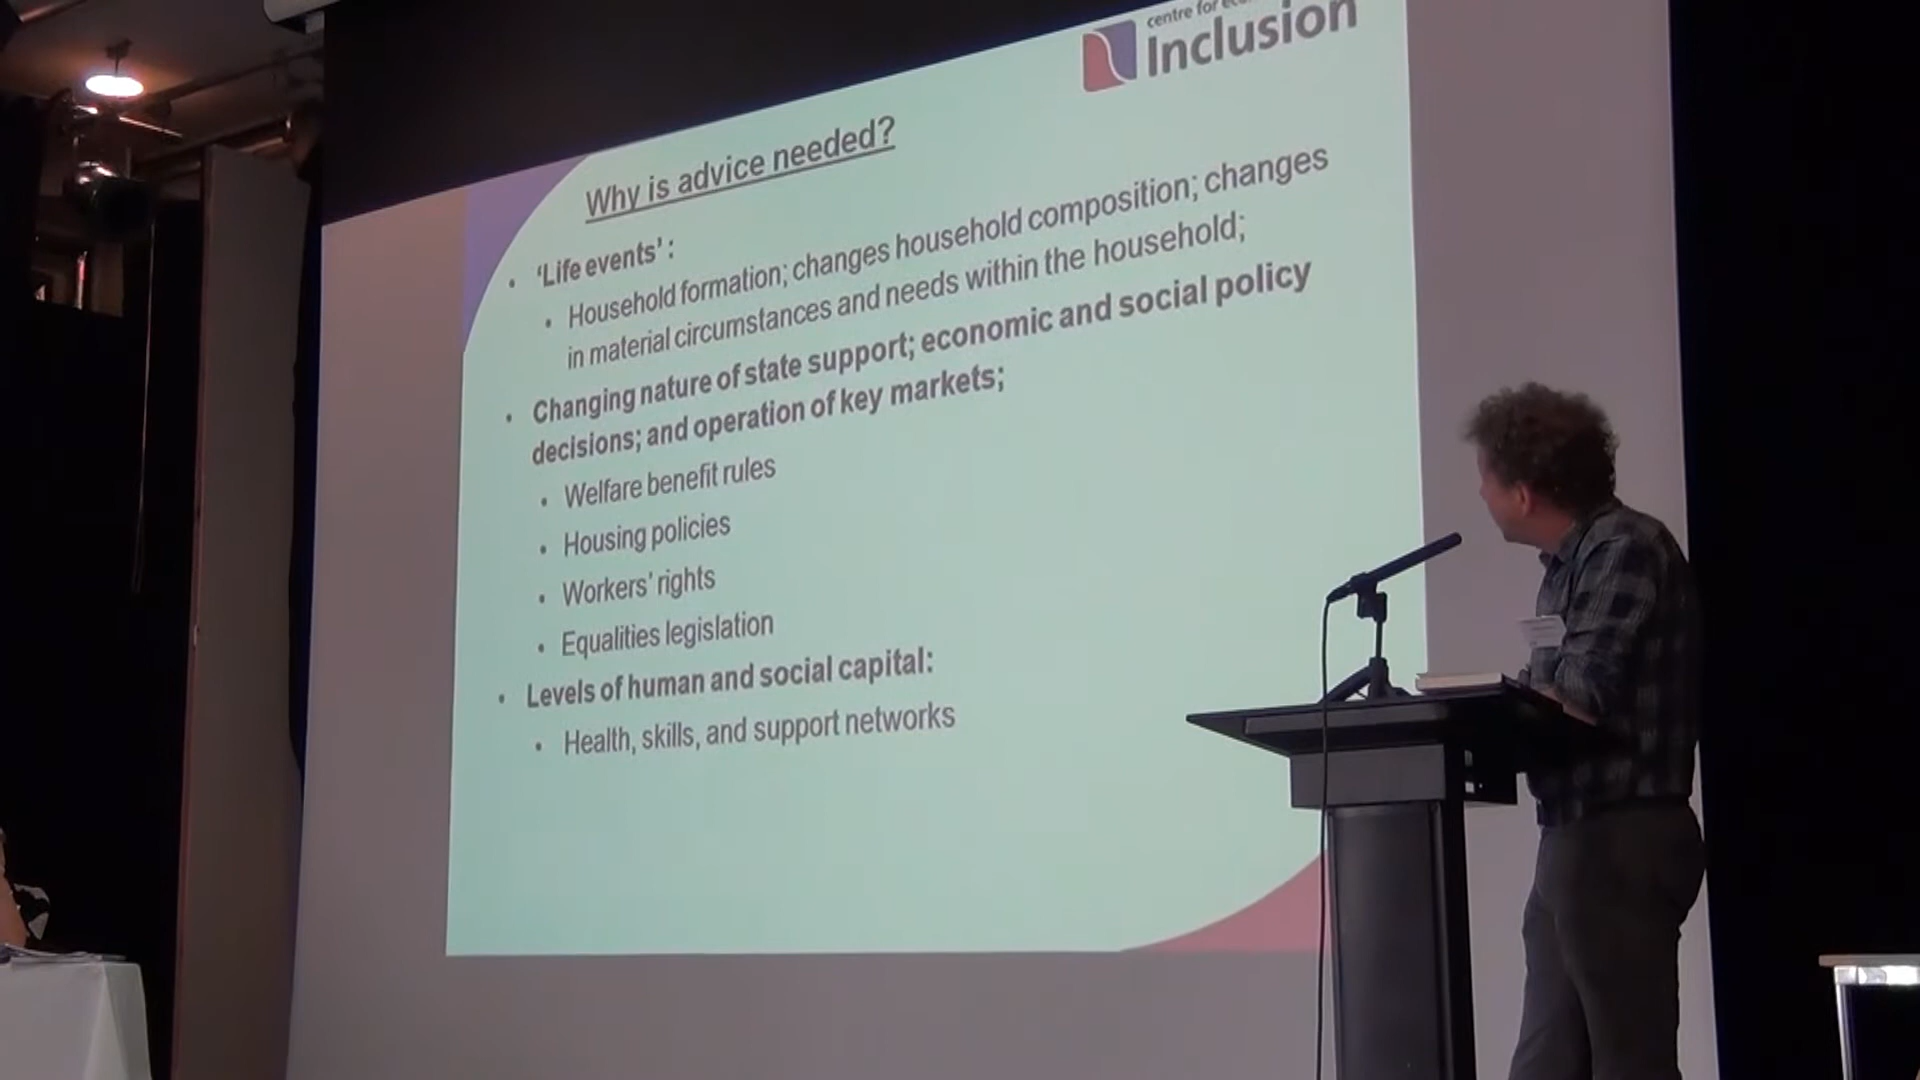 centre for
Inclusion
Why is advice needed?
• ‘Life events’ :
• Household formation; changes household composition; changes
in material circumstances and needs within the household;
• Changing nature of state support; economic and social policy
decisions; and operation of key markets;
• Welfare benefit rules
• Housing policies
• Workers’ rights
• Equalities legislation
• Levels of human and social capital:
• Health, skills, and support networks